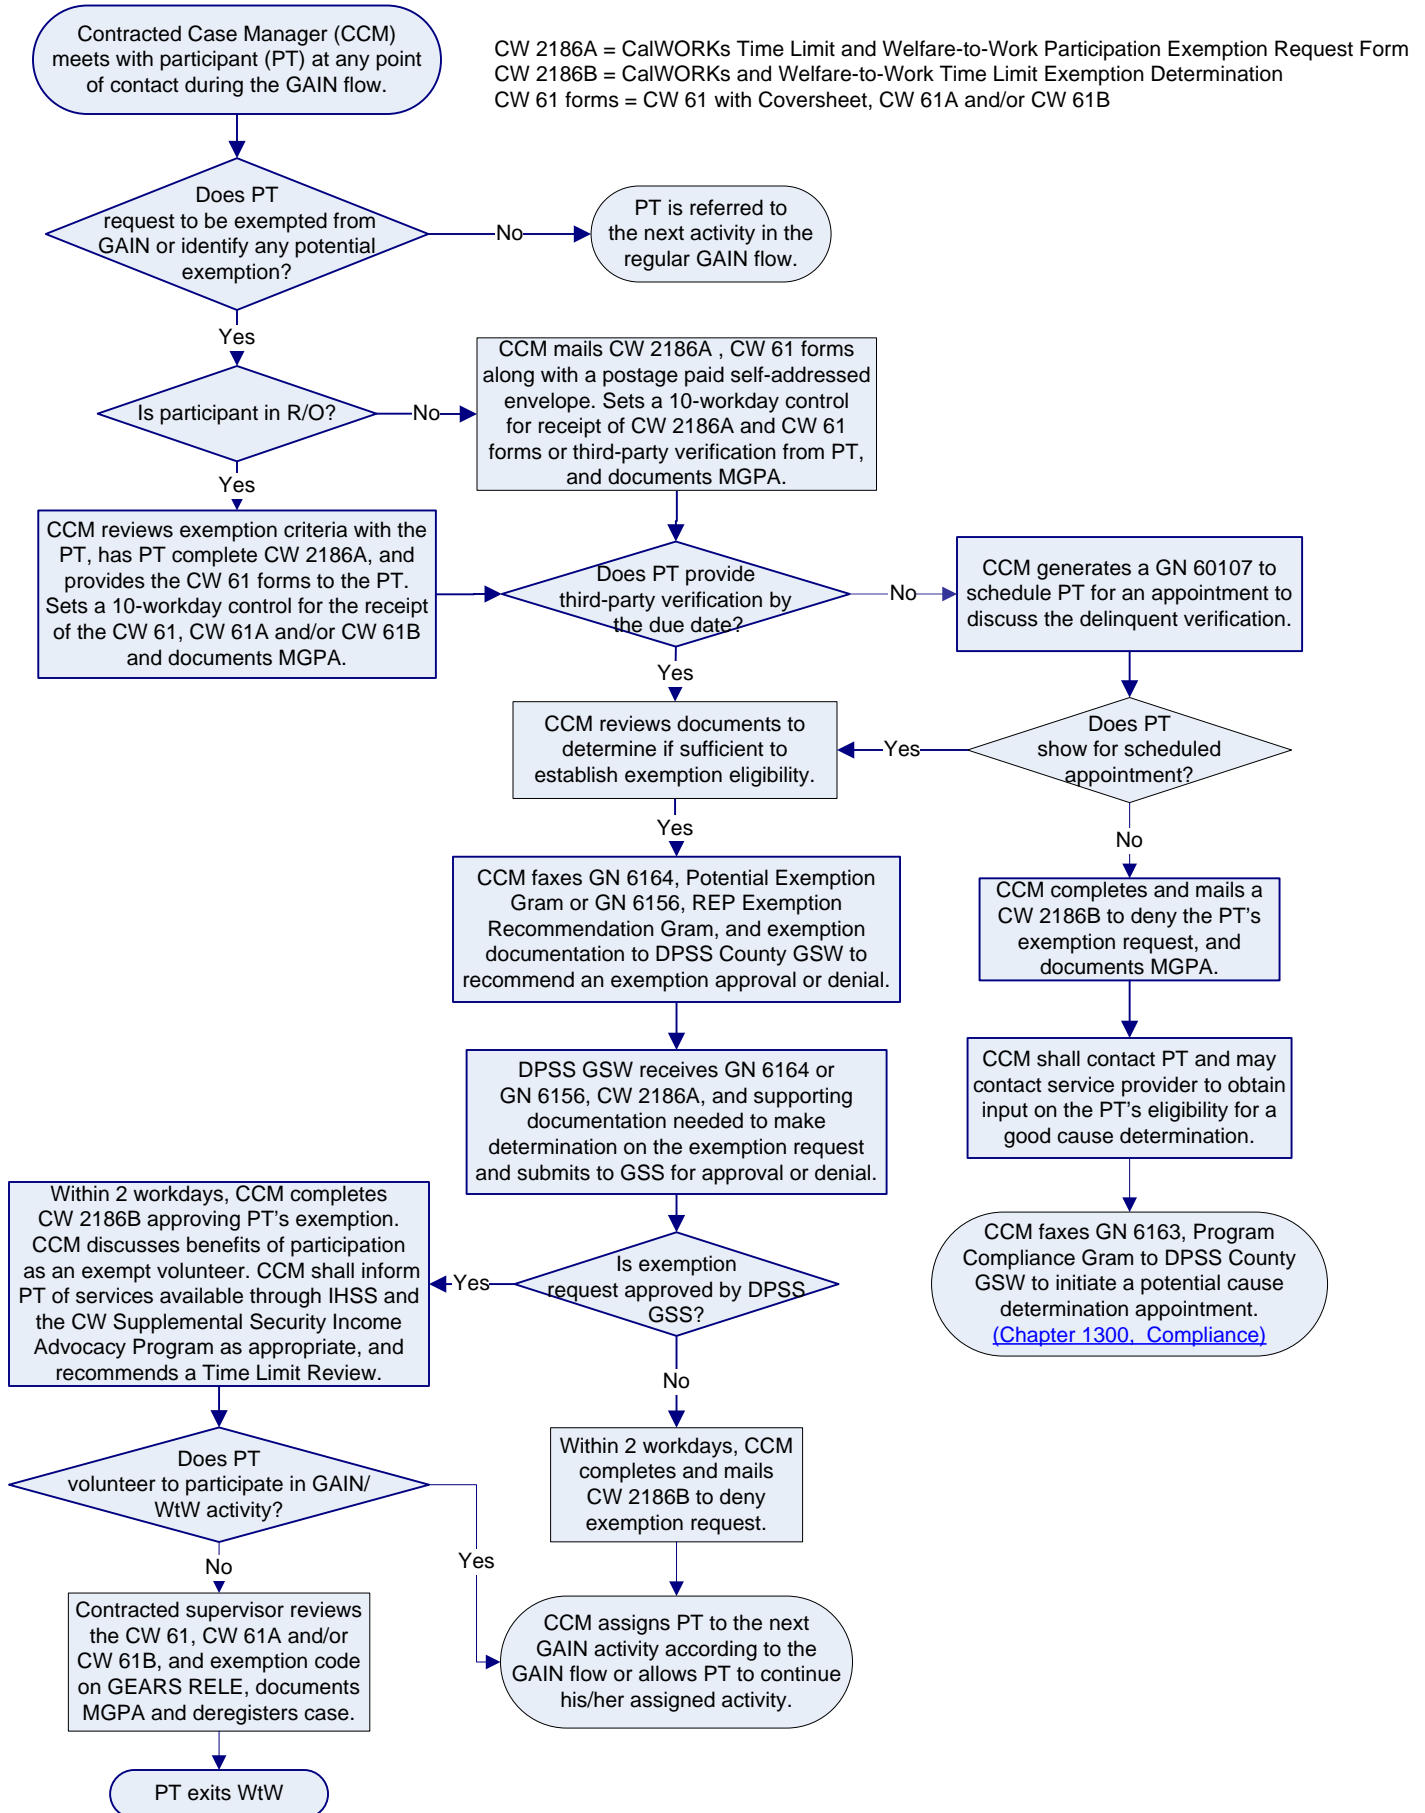 Contracted Case Manager (CCM)
meets with participant (PT) at any point
of contact during the GAIN flow.
CW 2186A = CalWORKs Time Limit and Welfare-to-Work Participation Exemption Request Form
CW 2186B = CalWORKs and Welfare-to-Work Time Limit Exemption Determination
CW 61 forms = CW 61 with Coversheet, CW 61A and/or CW 61B
Does PT
request to be exempted from
GAIN or identify any potential
exemption?
No
PT is referred to
the next activity in the
regular GAIN flow.
Yes
Is participant in R/O?
No
CCM mails CW 2186A , CW 61 forms
along with a postage paid self-addressed
envelope. Sets a 10-workday control
for receipt of CW 2186A and CW 61
forms or third-party verification from PT,
and documents MGPA.
Yes
CCM reviews exemption criteria with the
PT, has PT complete CW 2186A, and
provides the CW 61 forms to the PT.
Sets a 10-workday control for the receipt
of the CW 61, CW 61A and/or CW 61B
and documents MGPA.
Does PT provide
third-party verification by
the due date?
No
CCM generates a GN 60107 to
schedule PT for an appointment to
discuss the delinquent verification.
Yes
CCM reviews documents to
determine if sufficient to
establish exemption eligibility.
Yes
Does PT
show for scheduled
appointment?
Yes
No
CCM faxes GN 6164, Potential Exemption
Gram or GN 6156, REP Exemption
Recommendation Gram, and exemption
documentation to DPSS County GSW to
recommend an exemption approval or denial.
CCM completes and mails a
CW 2186B to deny the PT's
exemption request, and
documents MGPA.
DPSS GSW receives GN 6164 or
GN 6156, CW 2186A, and supporting
documentation needed to make
determination on the exemption request
and submits to GSS for approval or denial.
CCM shall contact PT and may
contact service provider to obtain
input on the PT's eligibility for a
good cause determination.
Within 2 workdays, CCM completes
CW 2186B approving PT's exemption.
CCM discusses benefits of participation
as an exempt volunteer. CCM shall inform
PT of services available through IHSS and
the CW Supplemental Security Income
Advocacy Program as appropriate, and
recommends a Time Limit Review.
Yes
Is exemption
request approved by DPSS
GSS?
CCM faxes GN 6163, Program
Compliance Gram to DPSS County
GSW to initiate a potential cause
determination appointment.
(Chapter 1300,  Compliance)
No
Does PT
volunteer to participate in GAIN/
WtW activity?
Within 2 workdays, CCM
completes and mails
CW 2186B to deny
exemption request.
No
Yes
Contracted supervisor reviews
the CW 61, CW 61A and/or
CW 61B, and exemption code
on GEARS RELE, documents
MGPA and deregisters case.
CCM assigns PT to the next
GAIN activity according to the
GAIN flow or allows PT to continue
his/her assigned activity.
PT exits WtW